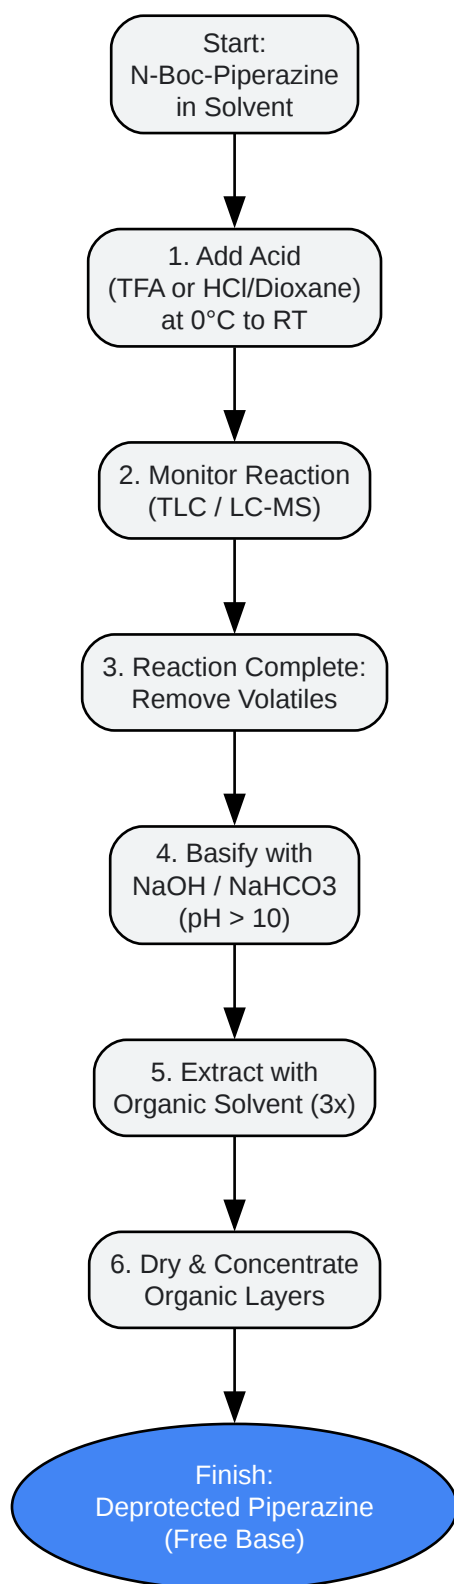 Start:
N-Boc-Piperazine
in Solvent
1. Add Acid
(TFA or HCl/Dioxane)
at 0°C to RT
2. Monitor Reaction
(TLC / LC-MS)
3. Reaction Complete:
Remove Volatiles
4. Basify with
NaOH / NaHCO3
(pH > 10)
5. Extract with
Organic Solvent (3x)
6. Dry & Concentrate
Organic Layers
Finish:
Deprotected Piperazine
(Free Base)